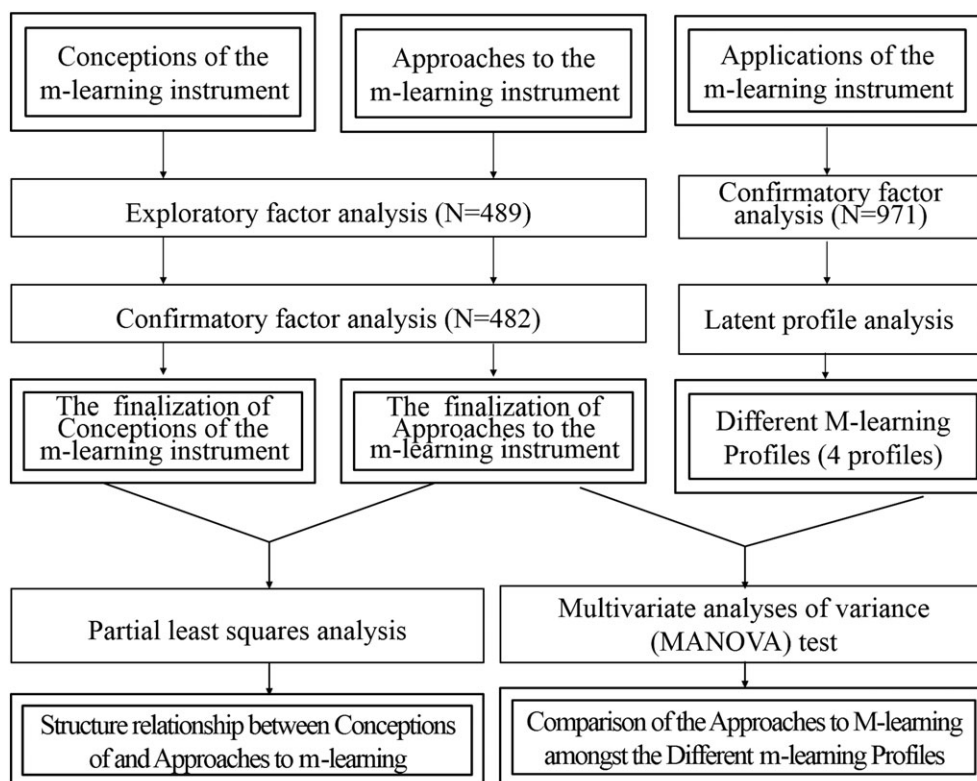 Conceptions of the
m-learning instrument
Approaches to the
m-learning instrument
Applications of the
m-learning instrument
Exploratory factor analysis (N=489)
Confirmatory factor
analysis (N=971)
Confirmatory factor analysis (N=482)
Latent profile analysis
The finalization of
Conceptions of the
m-learning instrument
The finalization of
Approaches to the
m-learning instrument
Different M-learning
Profiles (4 profiles)
Partial least squares analysis
Multivariate analyses of variance
(MANOVA) test
Structure relationship between Conceptions
of and Approaches to m-learning
Comparison of the Approaches to M-learning
amongst the Different m-learning Profiles